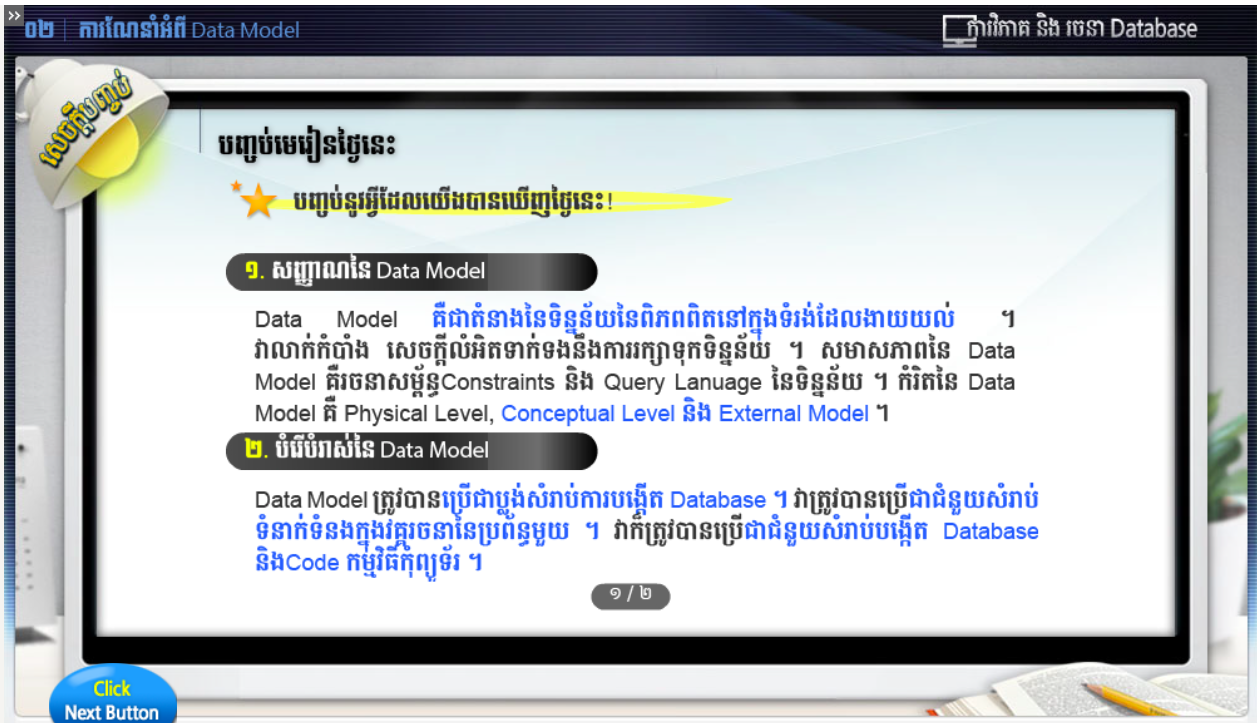 »
០២ ការណែនាំអំពី Data Model
ការវិភាគ និង រចនា Database
សេចក្តីបញ្ចប់
បញ្ចប់មេរៀនថ្ងៃនេះ
បញ្ចប់នូវអ្វីដែលយើងបានឃើញថ្ងៃនេះ!
១. សញ្ញាណនៃ Data Model
Data Model គឺជាតំនាងនៃទិន្នន័យនៃពិភពពិតនៅក្នុងទំរង់ដែលងាយយល់ ។
វាលាក់កំបាំង សេចក្តីលំអិតទាក់ទងនឹងការរក្សាទុកទិន្នន័យ ។ សមាសភាពនៃ Data
Model គឺរចនាសម្ព័ន្ធConstraints និង Query Lanuage នៃទិន្នន័យ ។ កំរិតនៃ Data
Model គឺ Physical Level, Conceptual Level និង External Model ។
២. បំរើបំរាស់នៃ Data Model
Data Model ត្រូវបានប្រើជាប្លង់សំរាប់ការបង្កើត Database ។ វាត្រូវបានប្រើជាជំនួយសំរាប់
ទំនាក់ទំនងក្នុងវគ្គរចនានៃប្រព័ន្ធមួយ ។ វាក៏ត្រូវបានប្រើជាជំនួយសំរាប់បង្កើត Database
និងCode កម្មវិធីកុំព្យូទ័រ ។
១ / ២
Click
Next Button